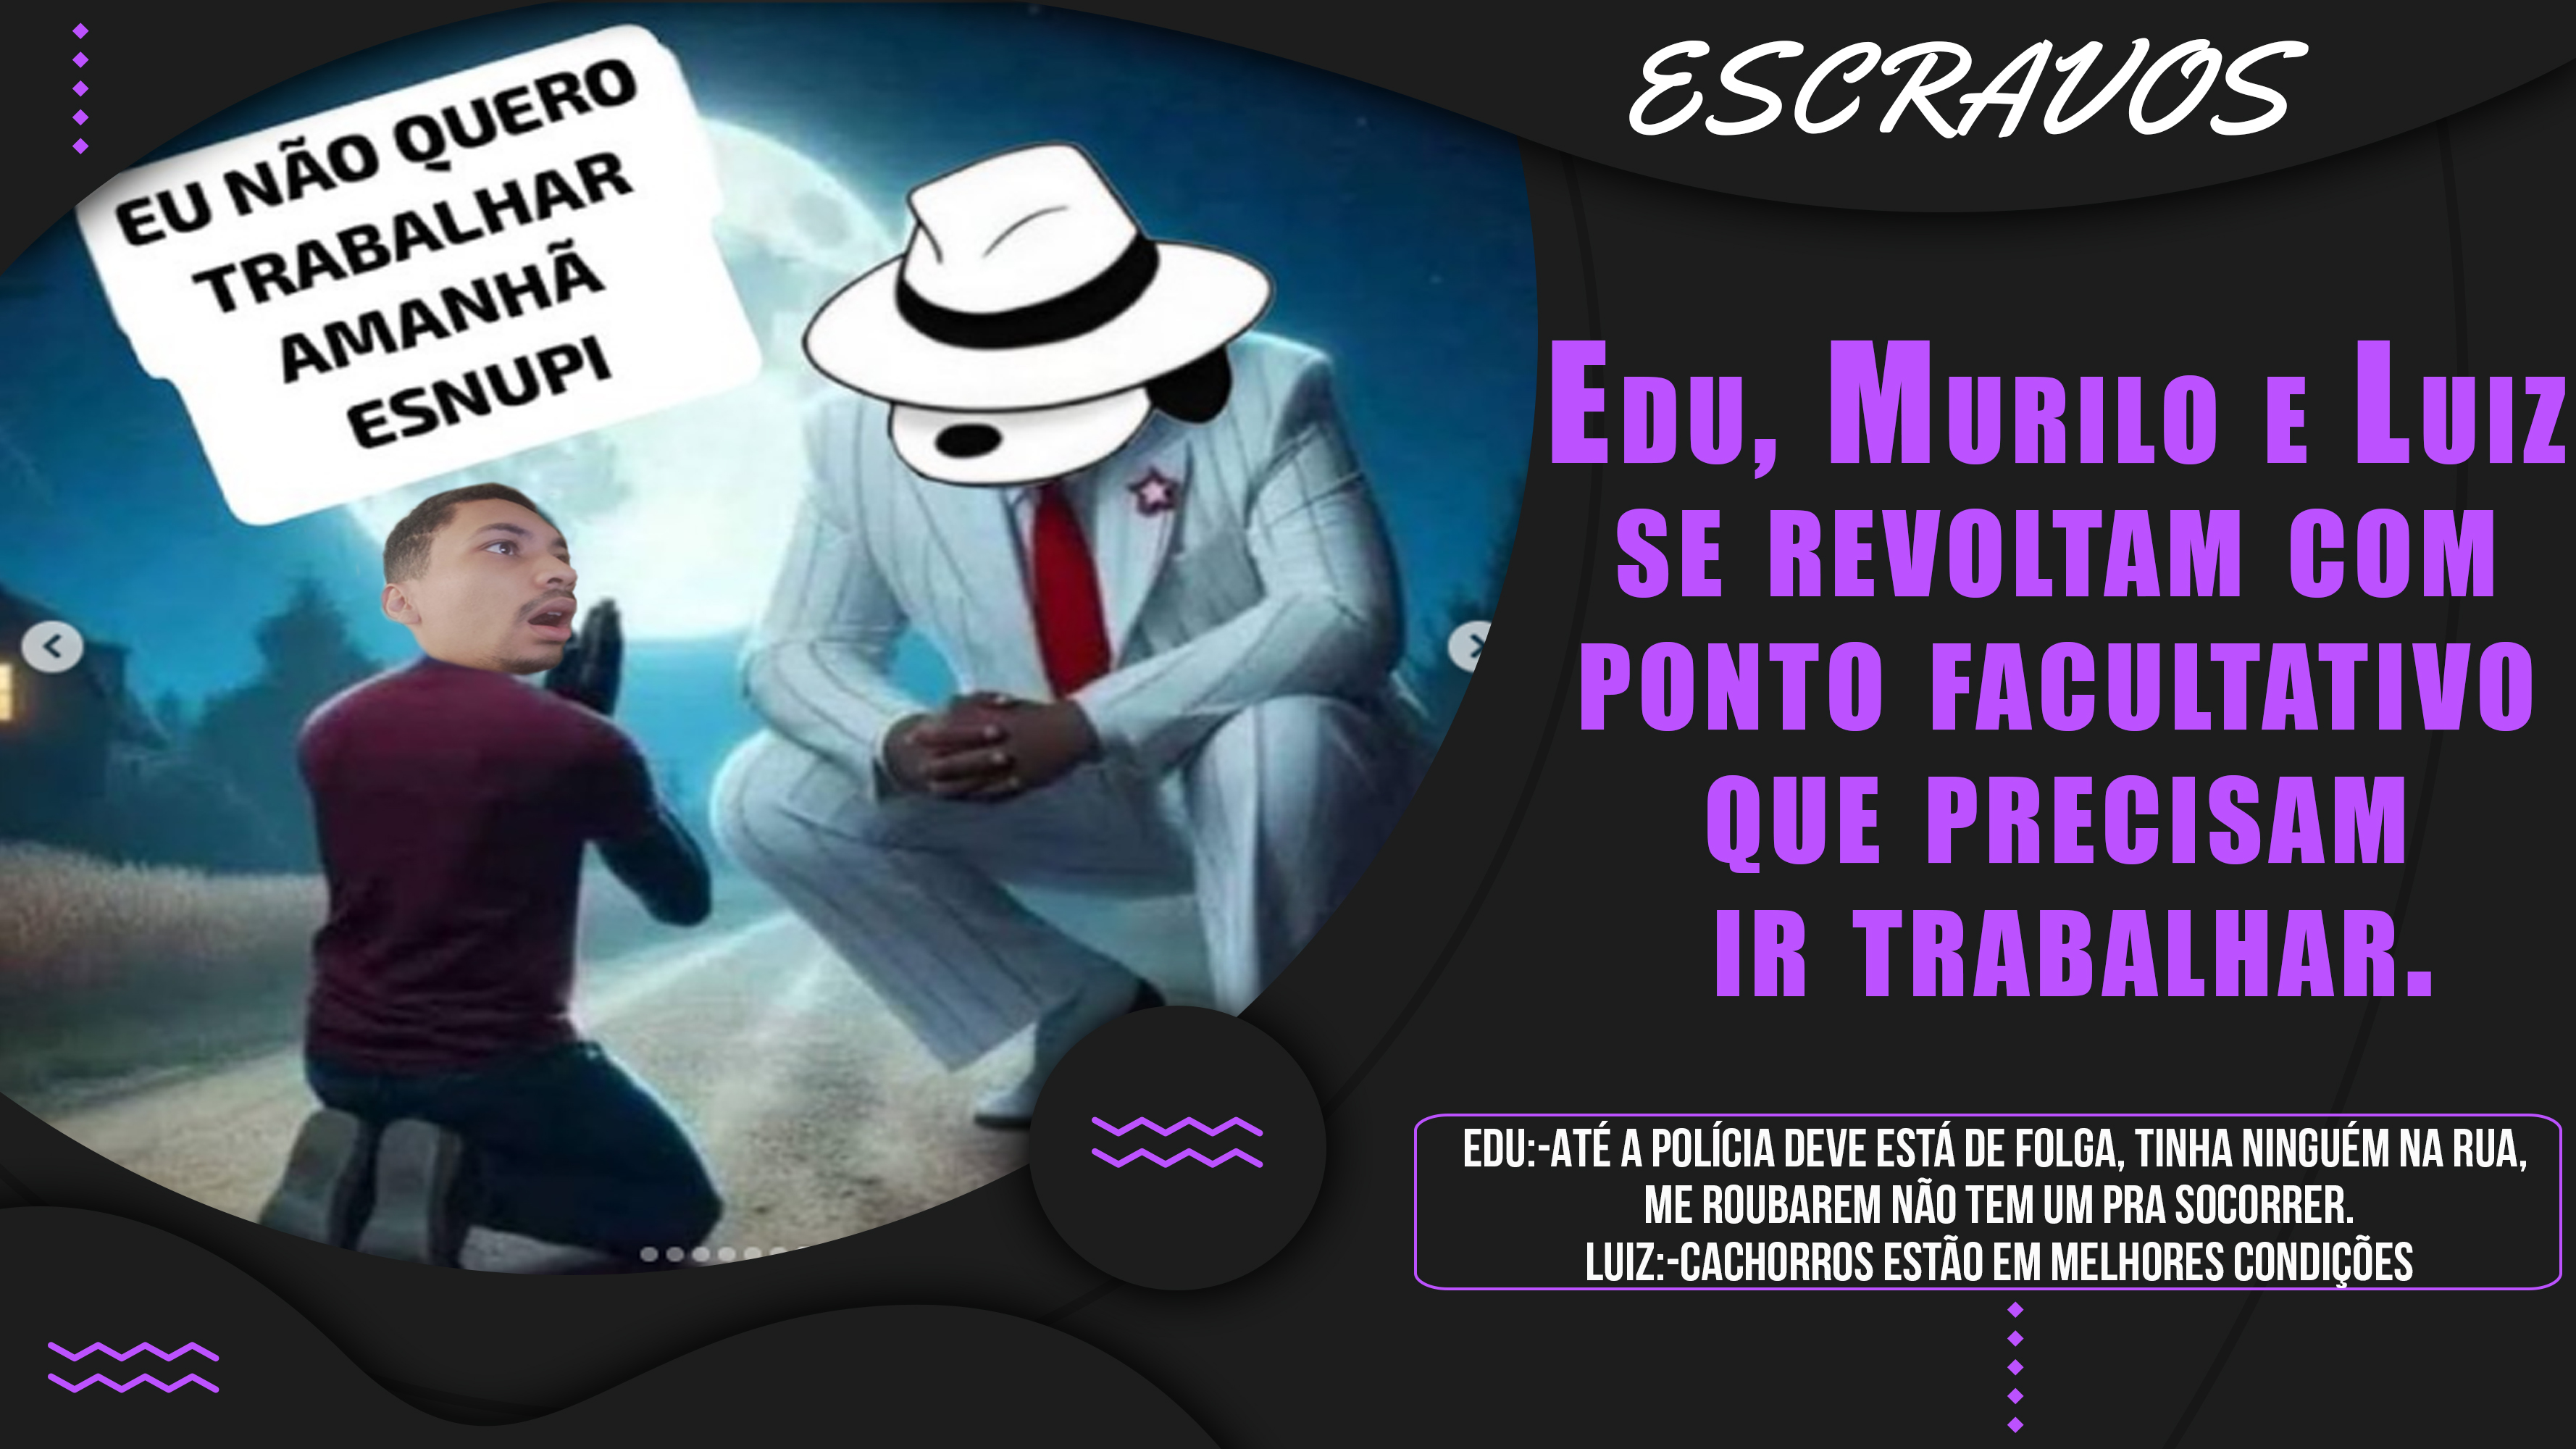 EU NÃO QUERO
TRABALHAR
AMANHÃ
ESNUPI
ESCRAVOS
EDU, MURILO E LUIZ
SE REVOLTAM COM
PONTO FACULTATIVO
QUE PRECISAM
IR TRABALHAR.
EDU:-ATÉ A POLÍCIA DEVE ESTÁ DE FOLGA, TINHA NINGUÉM NA RUA,
ME ROUBAREM NÃO TEM UM PRA SOCORRER.
LUIZ:-CACHORROS ESTÃO EM MELHORES CONDIÇÕES